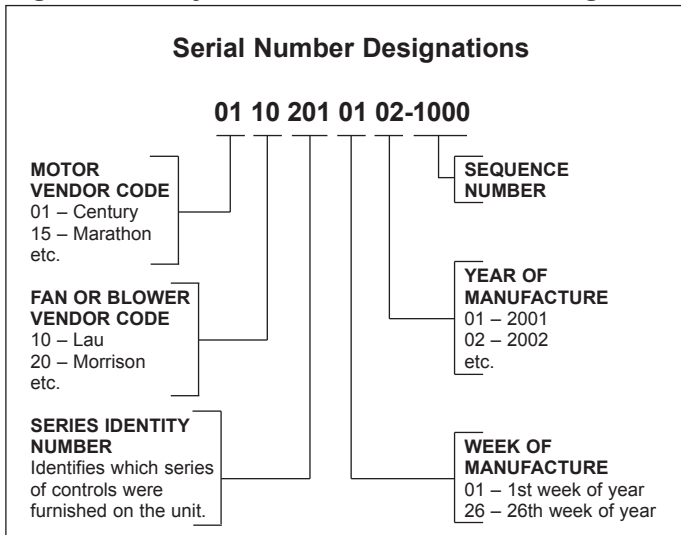 Serial Number Designations
01 10 201 01 02-1000
MOTOR
VENDOR CODE
01 – Century
15 – Marathon
etc.
FAN OR BLOWER
VENDOR CODE
10 – Lau
20 – Morrison
etc.
SERIES IDENTITY
NUMBER
Identifies which series
of controls were
furnished on the unit.
SEQUENCE
NUMBER
YEAR OF
MANUFACTURE
01 – 2001
02 – 2002
etc.
WEEK OF
MANUFACTURE
01 – 1st week of year
26 – 26th week of year